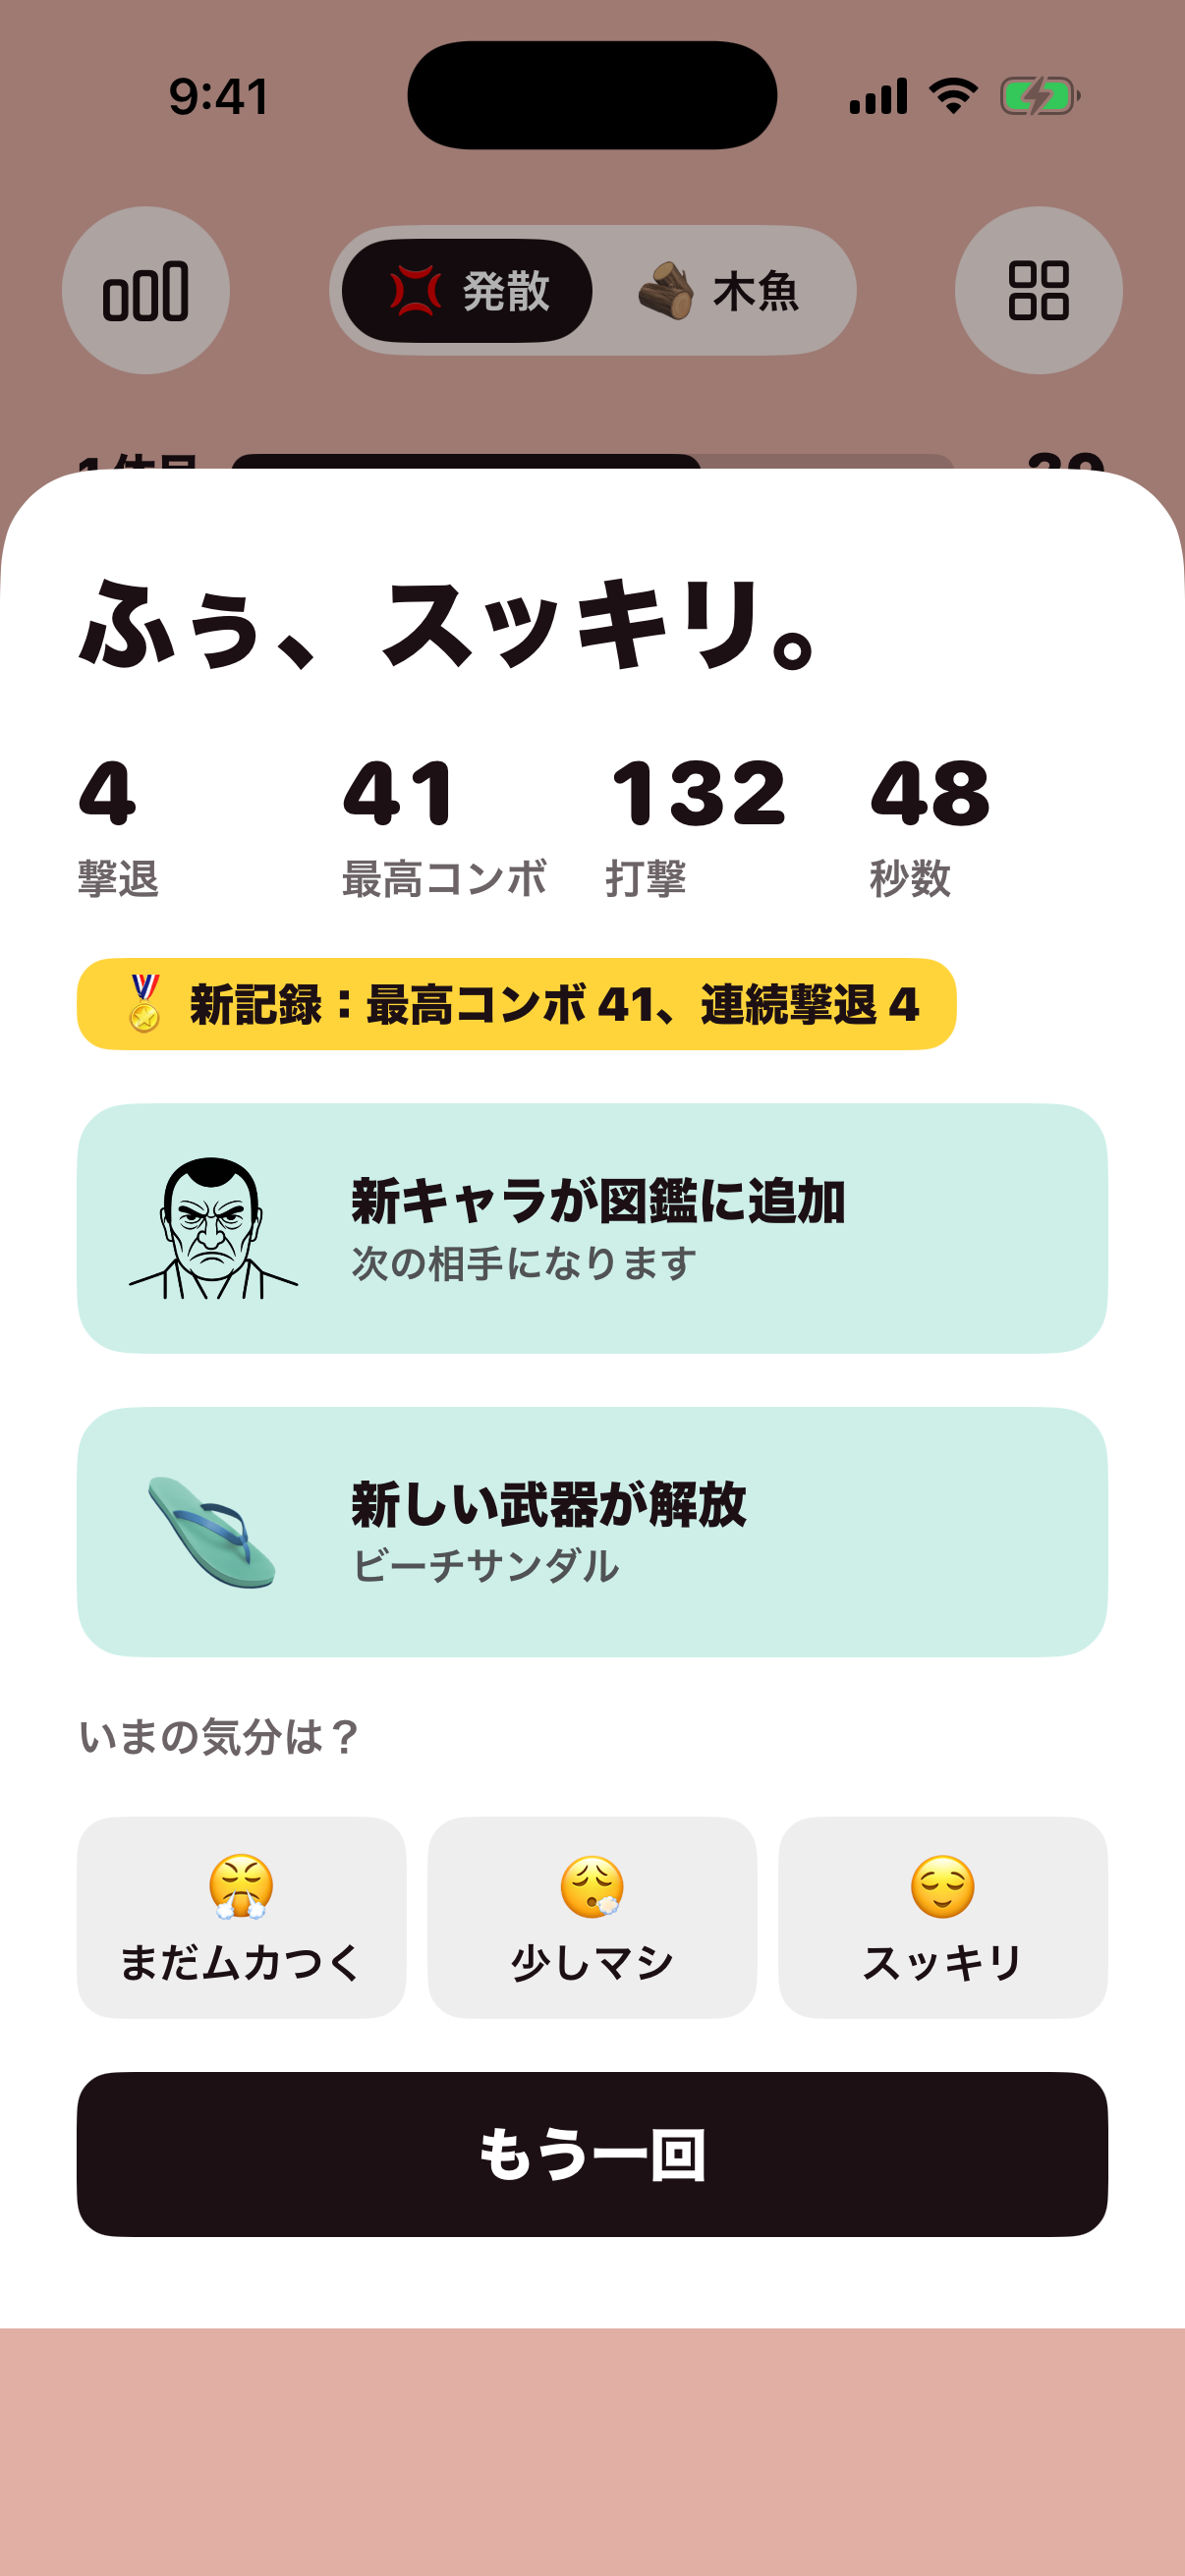 9:41
発散
木魚
ふぅ、スッキリ。
4 41 132 48
撃退 最高コンボ 打撃 秒数
新記録：最高コンボ 41、連続撃退 4
新キャラが図鑑に追加
次の相手になります
新しい武器が解放
ビーチサンダル
いまの気分は？
まだムカつく 少しマシ スッキリ
もう一回